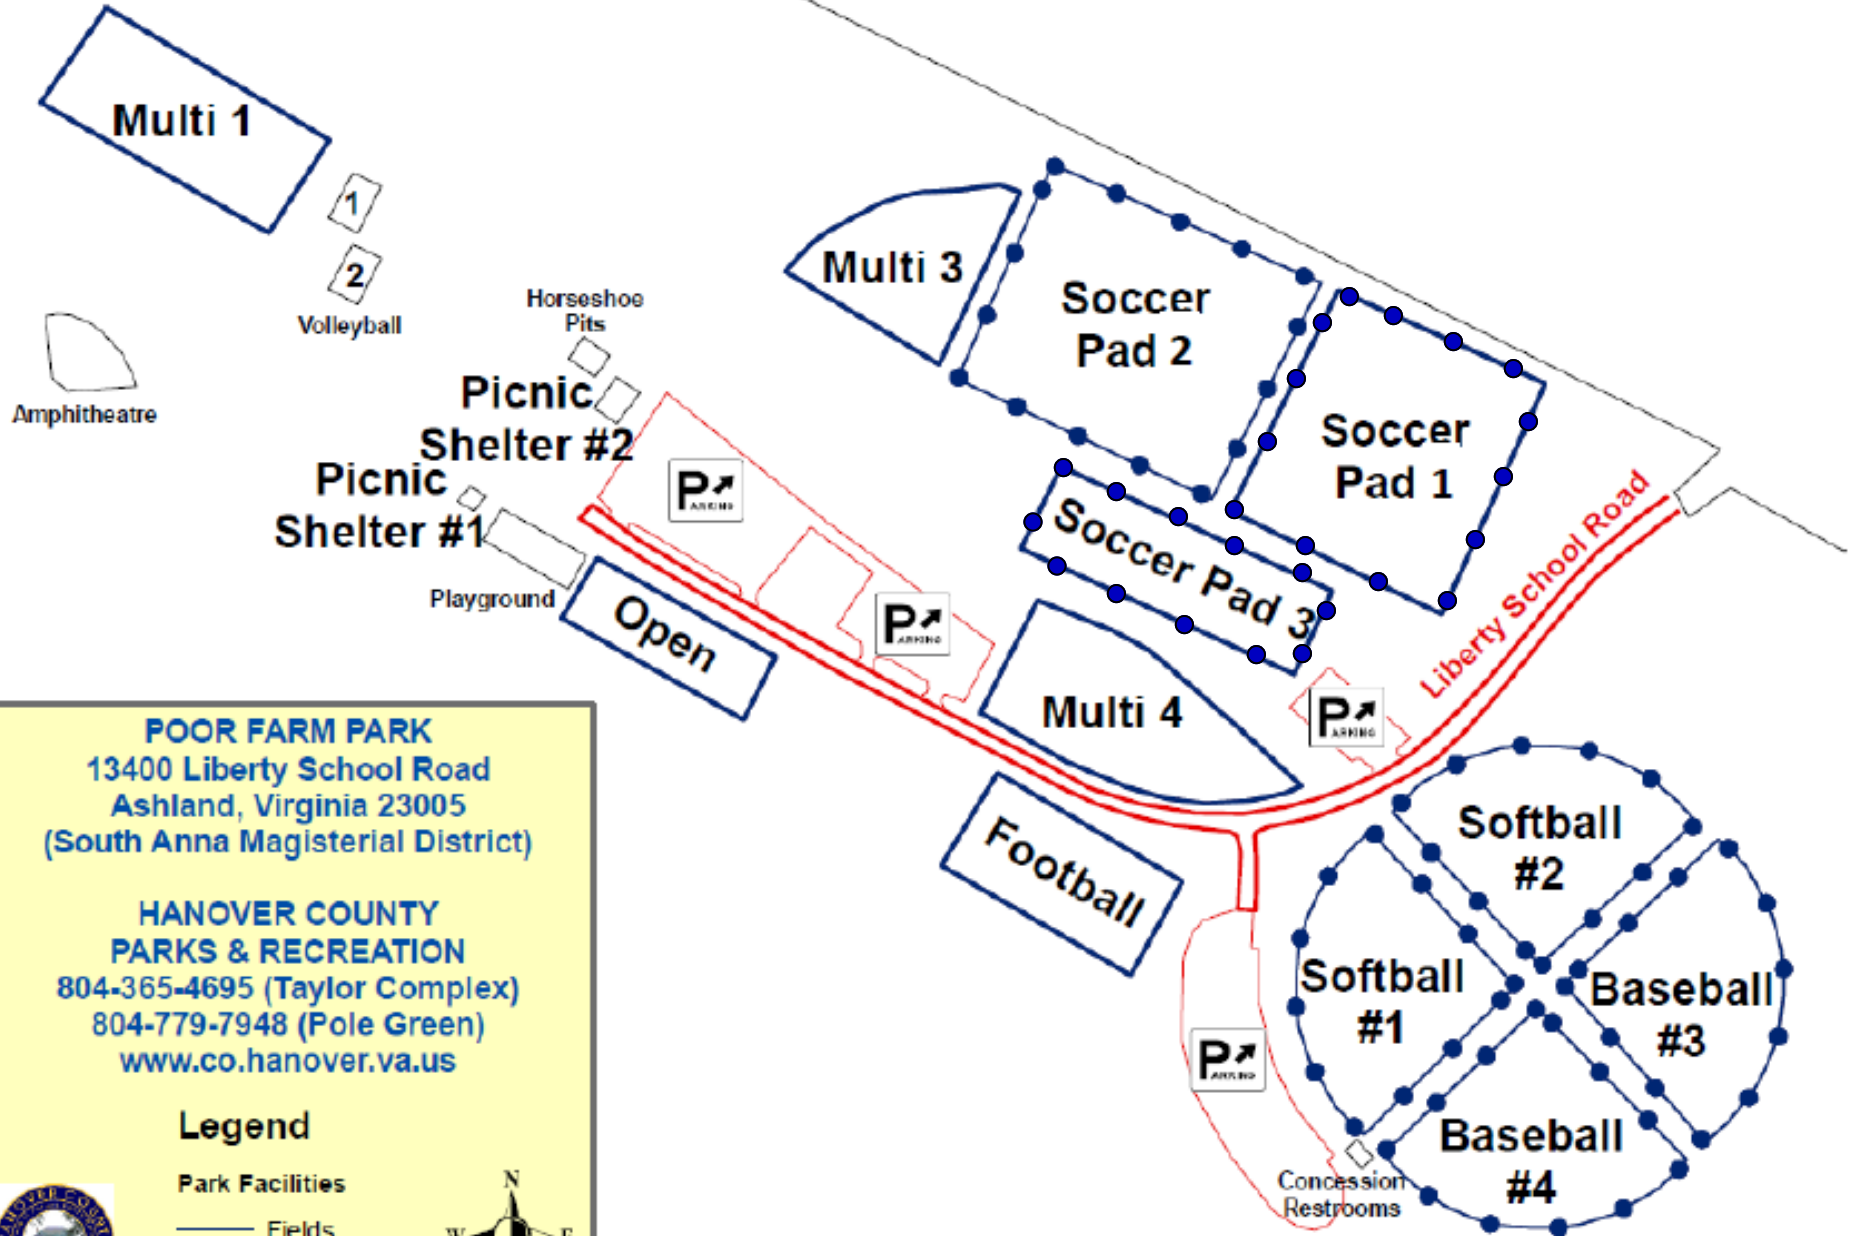 Multi 1
1
2
Volleyball
Amphitheatre
Horseshoe
Pits
Picnic
Shelter #2
Picnic
Shelter #1
Playground
Open
PARKING
PARKING
Multi 3
Soccer
Pad 2
Soccer
Pad 1
Soccer Pad 3
Multi 4
PARKING
Liberty School Road
Football
Softball
#2
Softball
#1
Baseball
#3
Baseball
#4
PARKING
Concession
Restrooms
POOR FARM PARK
13400 Liberty School Road
Ashland, Virginia 23005
(South Anna Magisterial District)
HANOVER COUNTY
PARKS & RECREATION
804-365-4695 (Taylor Complex)
804-779-7948 (Pole Green)
www.co.hanover.va.us
Legend
Park Facilities
Fields
N
W
E